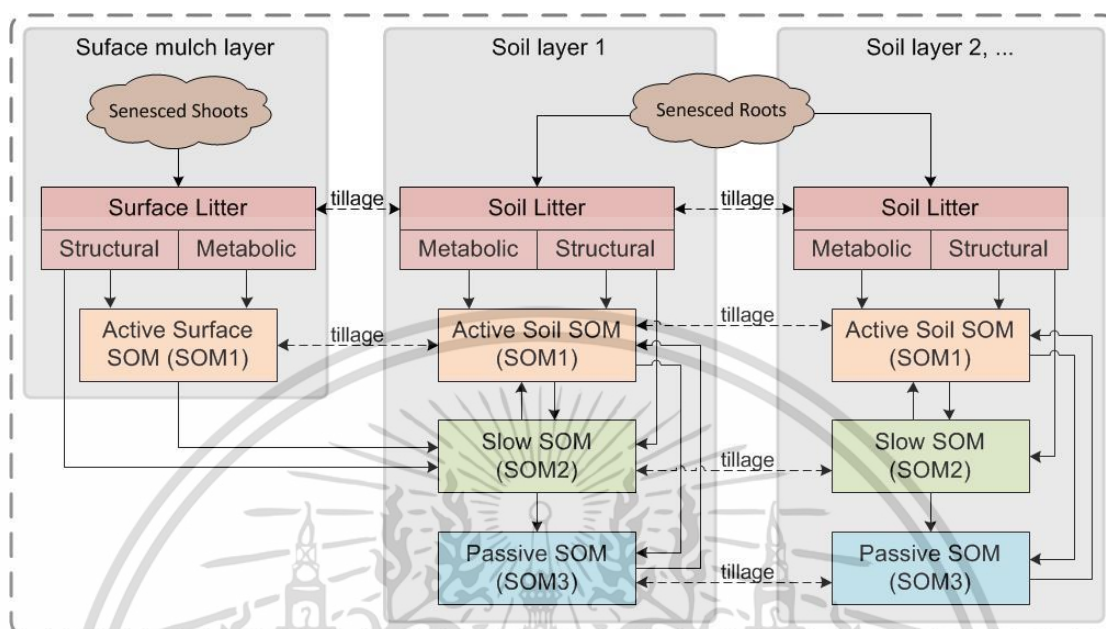 Suface mulch layer
Soil layer 1
Soil layer 2, ...
Senesced Shoots
Senesced Roots
Surface Litter
tillage
Soil Litter
tillage
Soil Litter
Structural
Metabolic
Metabolic
Structural
Metabolic
Structural
Active Surface
SOM (SOM1)
tillage
Active Soil SOM
(SOM1)
tillage
Active Soil SOM
(SOM1)
Slow SOM
(SOM2)
tillage
Slow SOM
(SOM2)
Passive SOM
(SOM3)
tillage
Passive SOM
(SOM3)